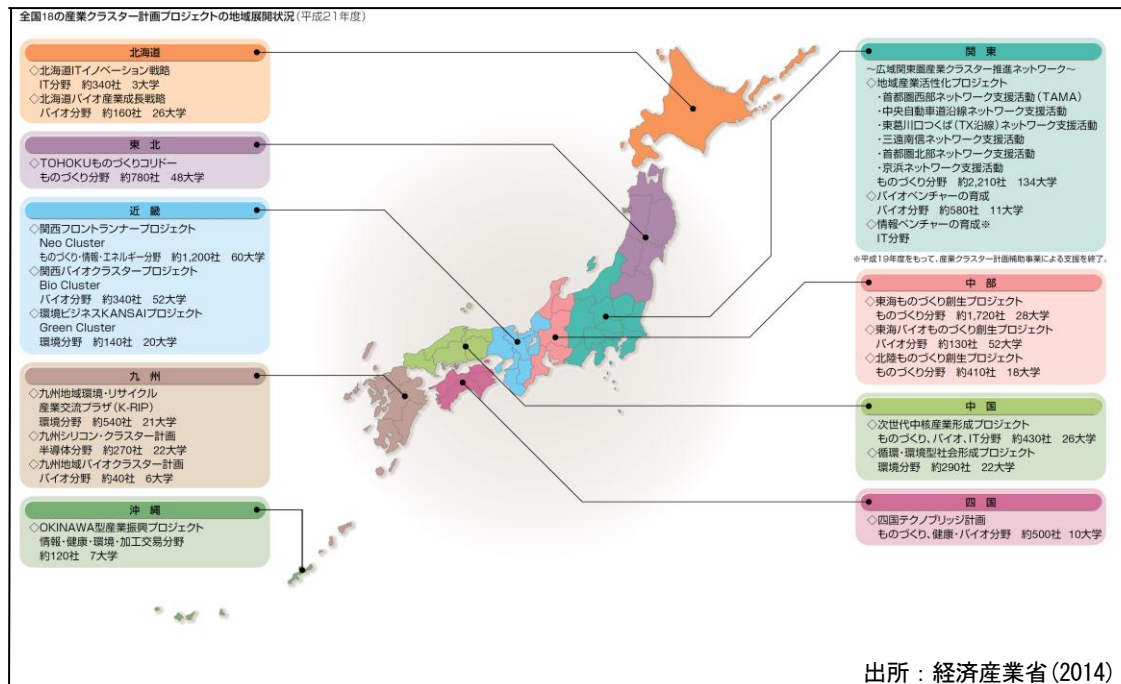 全国18の産業クラスター計画プロジェクトの地域展開状況(平成21年度)
北海道
◇北海道ITイノベーション戦略
IT分野 約340社 3大学
◇北海道バイオ産業成長戦略
バイオ分野 約160社 26大学
東北
◇TOHOKUものづくりコリドー
ものづくり分野 約780社 48大学
近畿
◇関西フロントランナープロジェクト
Neo Cluster
ものづくり・情報・エネルギー分野 約1,200社 60大学
◇関西バイオクラスタープロジェクト
Bio Cluster
バイオ分野 約340社 52大学
◇環境ビジネスKANSAIプロジェクト
Green Cluster
環境分野 約140社 20大学
九州
◇九州地域環境・リサイクル
産業交流プラザ(K-RIP)
環境分野 約540社 21大学
◇九州シリコン・クラスター計画
半導体分野 約270社 22大学
◇九州地域バイオクラスター計画
バイオ分野 約40社 6大学
沖縄
◇OKINAWA型産業振興プロジェクト
情報・健康・環境・加工交易分野
約120社 7大学
関東
～広域関東圏産業クラスター推進ネットワーク～
◇地域産業活性化プロジェクト
・首都圏西部ネットワーク支援活動(TAMA)
・中央自動車道沿線ネットワーク支援活動
・東葛川口つくば(TX沿線)ネットワーク支援活動
・三遠南信ネットワーク支援活動
・首都圏北部ネットワーク支援活動
・京浜ネットワーク支援活動
ものづくり分野 約2,210社 134大学
◇バイオベンチャーの育成
バイオ分野 約580社 11大学
◇情報ベンチャーの育成※
IT分野
※平成19年度をもって、産業クラスター計画補助事業による支援を終了。
中部
◇東海ものづくり創生プロジェクト
ものづくり分野 約1,720社 28大学
◇東海バイオものづくり創生プロジェクト
バイオ分野 約130社 52大学
◇北陸ものづくり創生プロジェクト
ものづくり分野 約410社 18大学
中国
◇次世代中核産業形成プロジェクト
ものづくり、バイオ、IT分野 約430社 26大学
◇循環・環境型社会形成プロジェクト
環境分野 約290社 22大学
四国
◇四国テクノブリッジ計画
ものづくり、健康・バイオ分野 約500社 10大学
出所：経済産業省(2014)